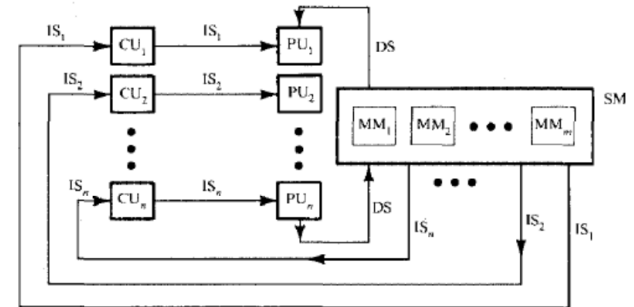 IS₁ CU₁ IS₁ PU₁ DS
IS₂ CU₂ IS₂ PU₂ SM
MM₁ MM₂ MMₘ
ISₙ CUₙ ISₙ PUₙ DS ISₙ IS₂ IS₁